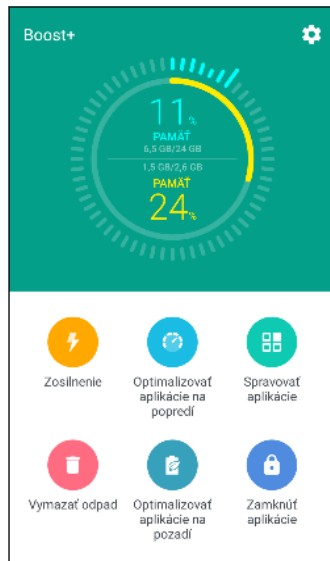 Boost+
11%
PAMÄŤ
6,5 GB/24 GB
1,5 GB/2,6 GB
PAMÄŤ
24%
Zosilnenie
Optimalizovať
aplikácie na
popredí
Spravovať
aplikácie
Vymazať odpad
Optimalizovať
aplikácie na
pozadí
Zamknúť
aplikácie